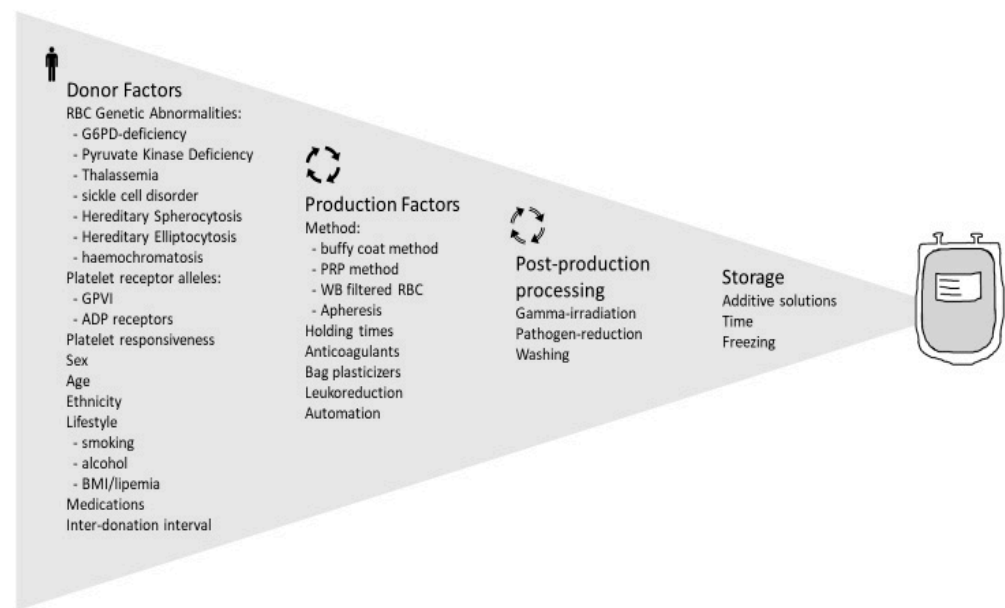 Donor Factors
RBC Genetic Abnormalities:
- G6PD-deficiency
- Pyruvate Kinase Deficiency
- Thalassemia
- sickle cell disorder
- Hereditary Spherocytosis
- Hereditary Elliptocytosis
- haemochromatosis
Platelet receptor alleles:
- GPVI
- ADP receptors
Platelet responsiveness
Sex
Age
Ethnicity
Lifestyle
- smoking
- alcohol
- BMI/lipemia
Medications
Inter-donation interval
Production Factors
Method:
- buffy coat method
- PRP method
- WB filtered RBC
- Apheresis
Holding times
Anticoagulants
Bag plasticizers
Leukoreduction
Automation
Post-production
processing
Gamma-irradiation
Pathogen-reduction
Washing
Storage
Additive solutions
Time
Freezing